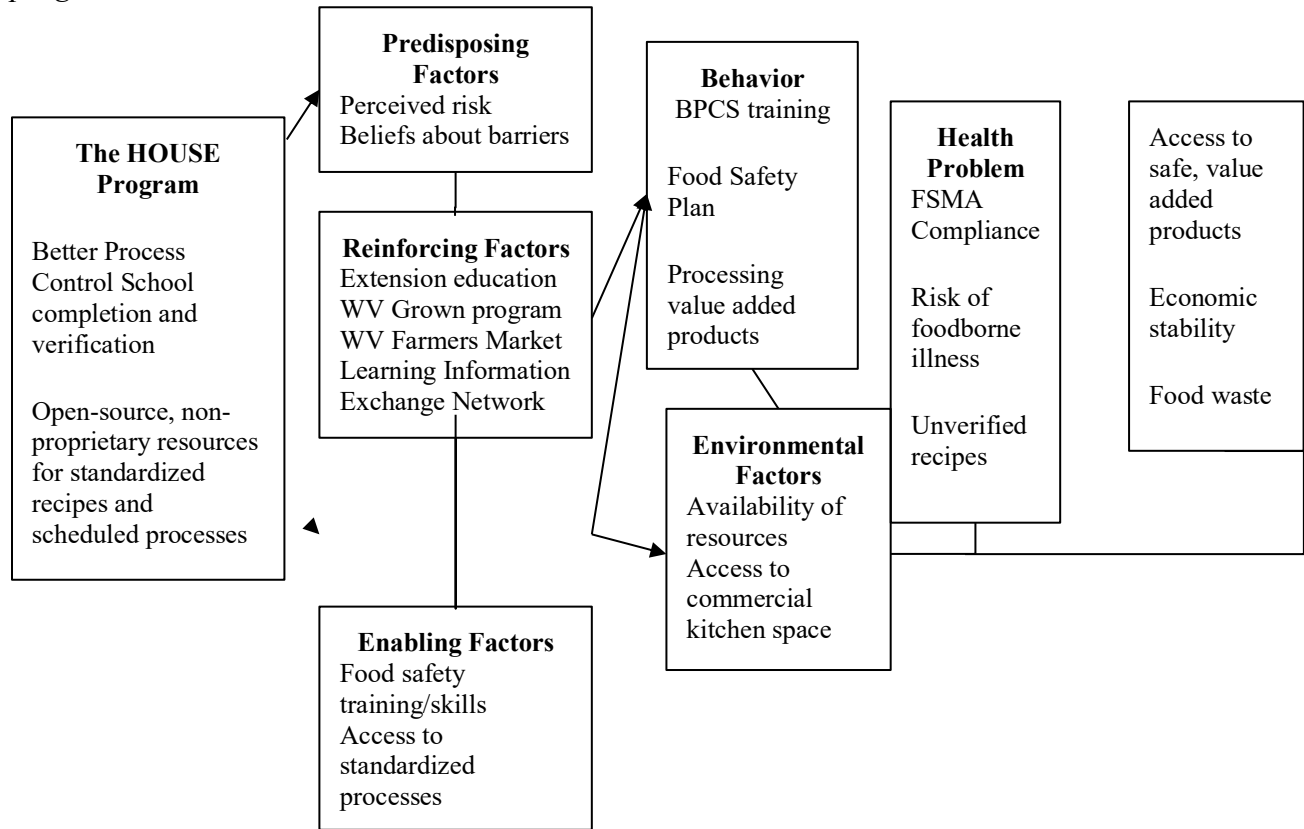 The HOUSE
Program
Better Process
Control School
completion and
verification
Open-source, non-
proprietary resources
for standardized
recipes and
scheduled processes
Predisposing
Factors
Perceived risk
Beliefs about barriers
Reinforcing Factors
Extension education
WV Grown program
WV Farmers Market
Learning Information
Exchange Network
Enabling Factors
Food safety
training/skills
Access to
standardized
processes
Behavior
BPCS training
Food Safety
Plan
Processing
value added
products
Environmental
Factors
Availability of
resources
Access to
commercial
kitchen space
Health
Problem
FSMA
Compliance
Risk of
foodborne
illness
Unverified
recipes
Access to
safe, value
added
products
Economic
stability
Food waste